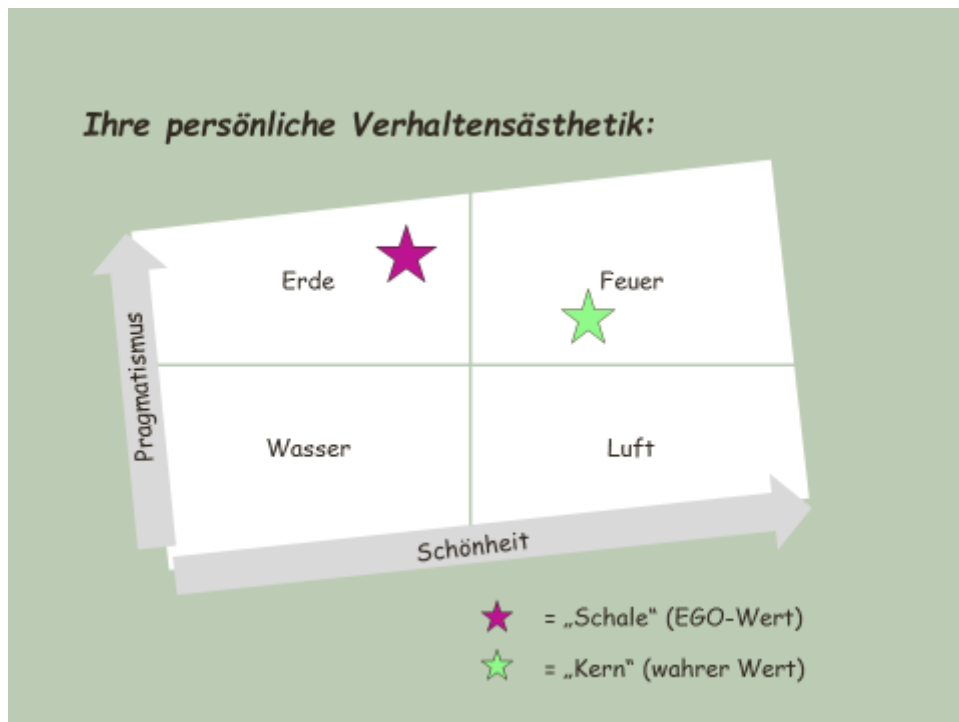 Ihre persönliche Verhaltensästhetik:
Erde
Feuer
Pragmatismus
Wasser
Luft
Schönheit
= „Schale“ (EGO-Wert)
= „Kern“ (wahrer Wert)